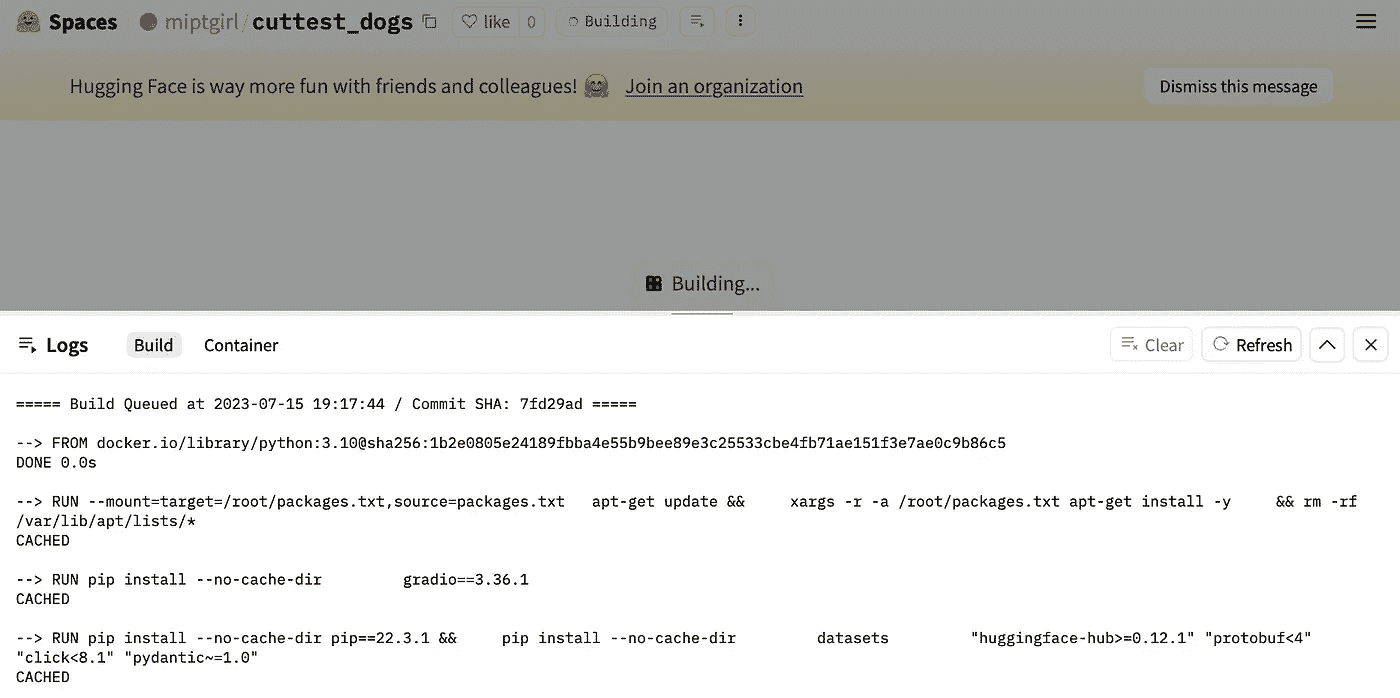 Spaces miptgirl/cuttest_dogs like 0 Building
Hugging Face is way more fun with friends and colleagues! 🤗 Join an organization Dismiss this message
Building...
Logs Build Container Clear Refresh
===== Build Queued at 2023-07-15 19:17:44 / Commit SHA: 7fd29ad =====
--> FROM docker.io/library/python:3.10@sha256:1b2e0805e24189fbba4e55b9bee89e3c25533cbe4fb71ae151f3e7ae0c9b86c5
DONE 0.0s
--> RUN --mount=target=/root/packages.txt,source=packages.txt   apt-get update &&     xargs -r -a /root/packages.txt apt-get install -y     && rm -rf
/var/lib/apt/lists/*
CACHED
--> RUN pip install --no-cache-dir         gradio==3.36.1
CACHED
--> RUN pip install --no-cache-dir pip==22.3.1 &&     pip install --no-cache-dir         datasets         "huggingface-hub>=0.12.1" "protobuf<4"
"click<8.1" "pydantic~=1.0"
CACHED